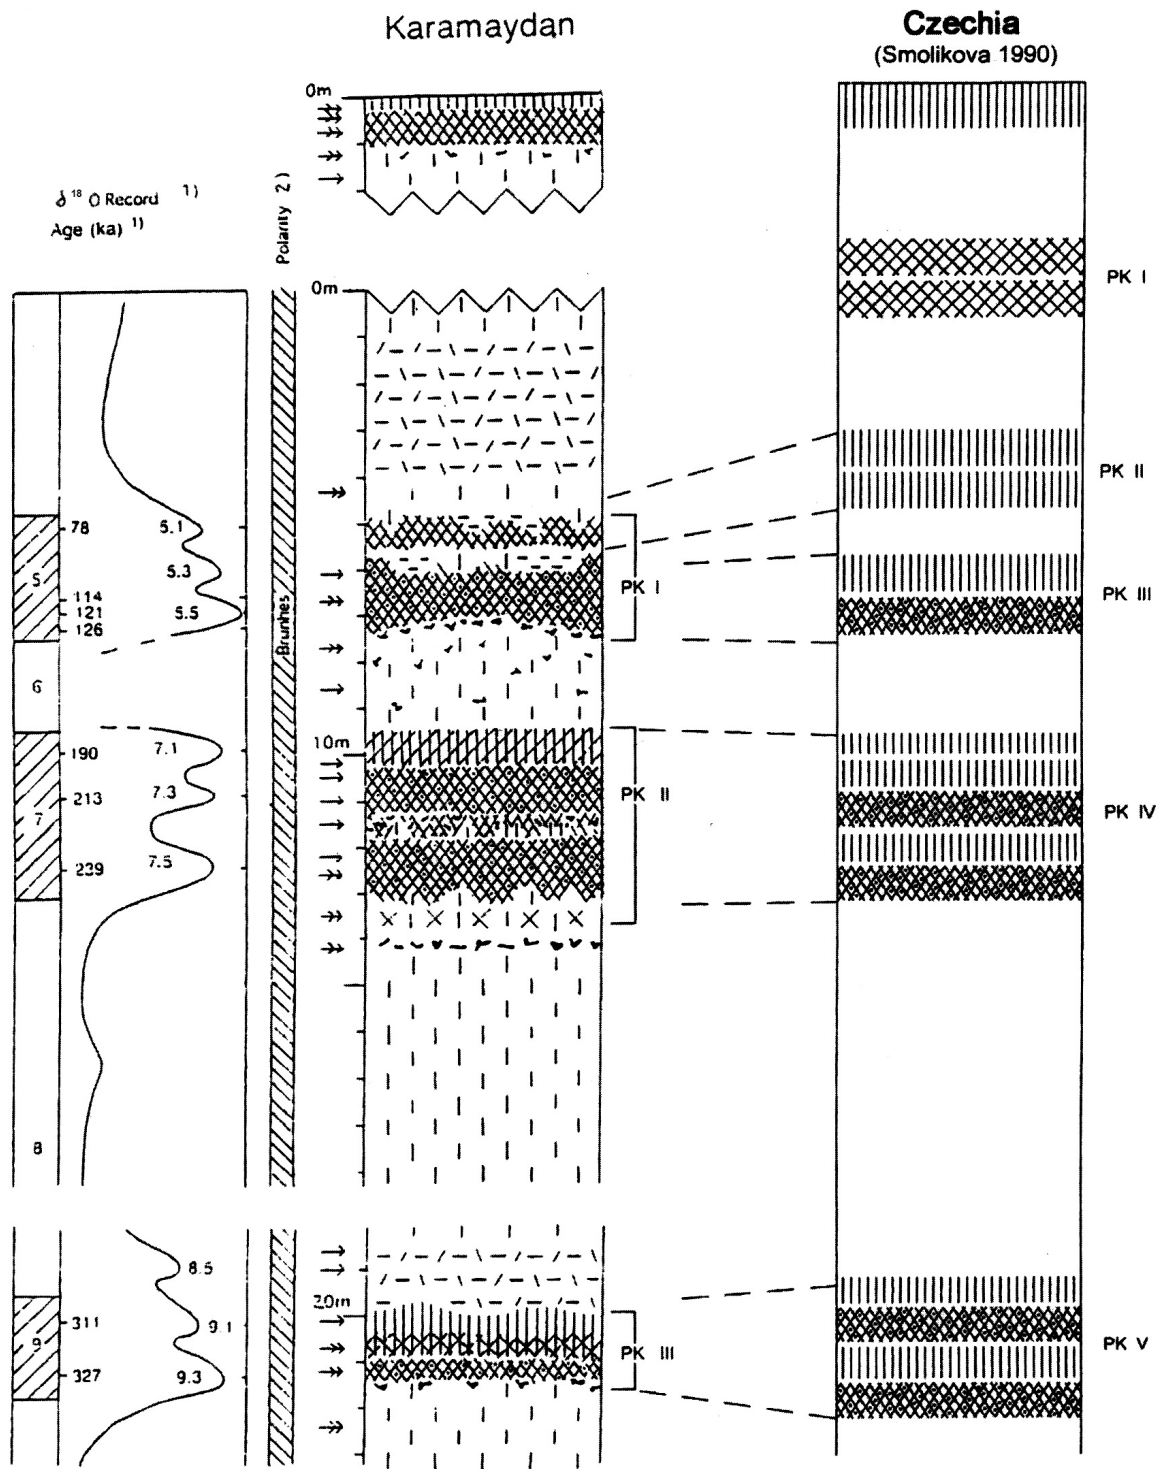 Karamaydan
Czechia
(Smolikova 1990)
δ 18 O Record 1)
Age (ka) 1)
Polarity 2)
0m
0m
10m
20m
Brunhes
5
6
7
8
9
78
114
121
126
190
213
239
311
327
5.1
5.3
5.5
7.1
7.3
7.5
8.5
9.1
9.3
PK I
PK II
PK III
PK I
PK II
PK III
PK IV
PK V